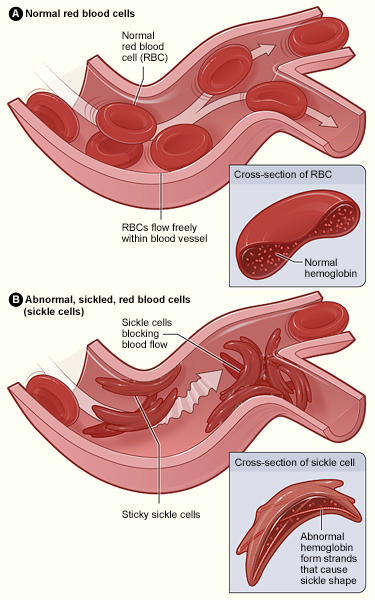 A Normal red blood cells
Normal
red blood
cell (RBC)
RBCs flow freely
within blood vessel
Cross-section of RBC
Normal
hemoglobin
B Abnormal, sickled, red blood cells
(sickle cells)
Sickle cells
blocking
blood flow
Sticky sickle cells
Cross-section of sickle cell
Abnormal
hemoglobin
form strands
that cause
sickle shape